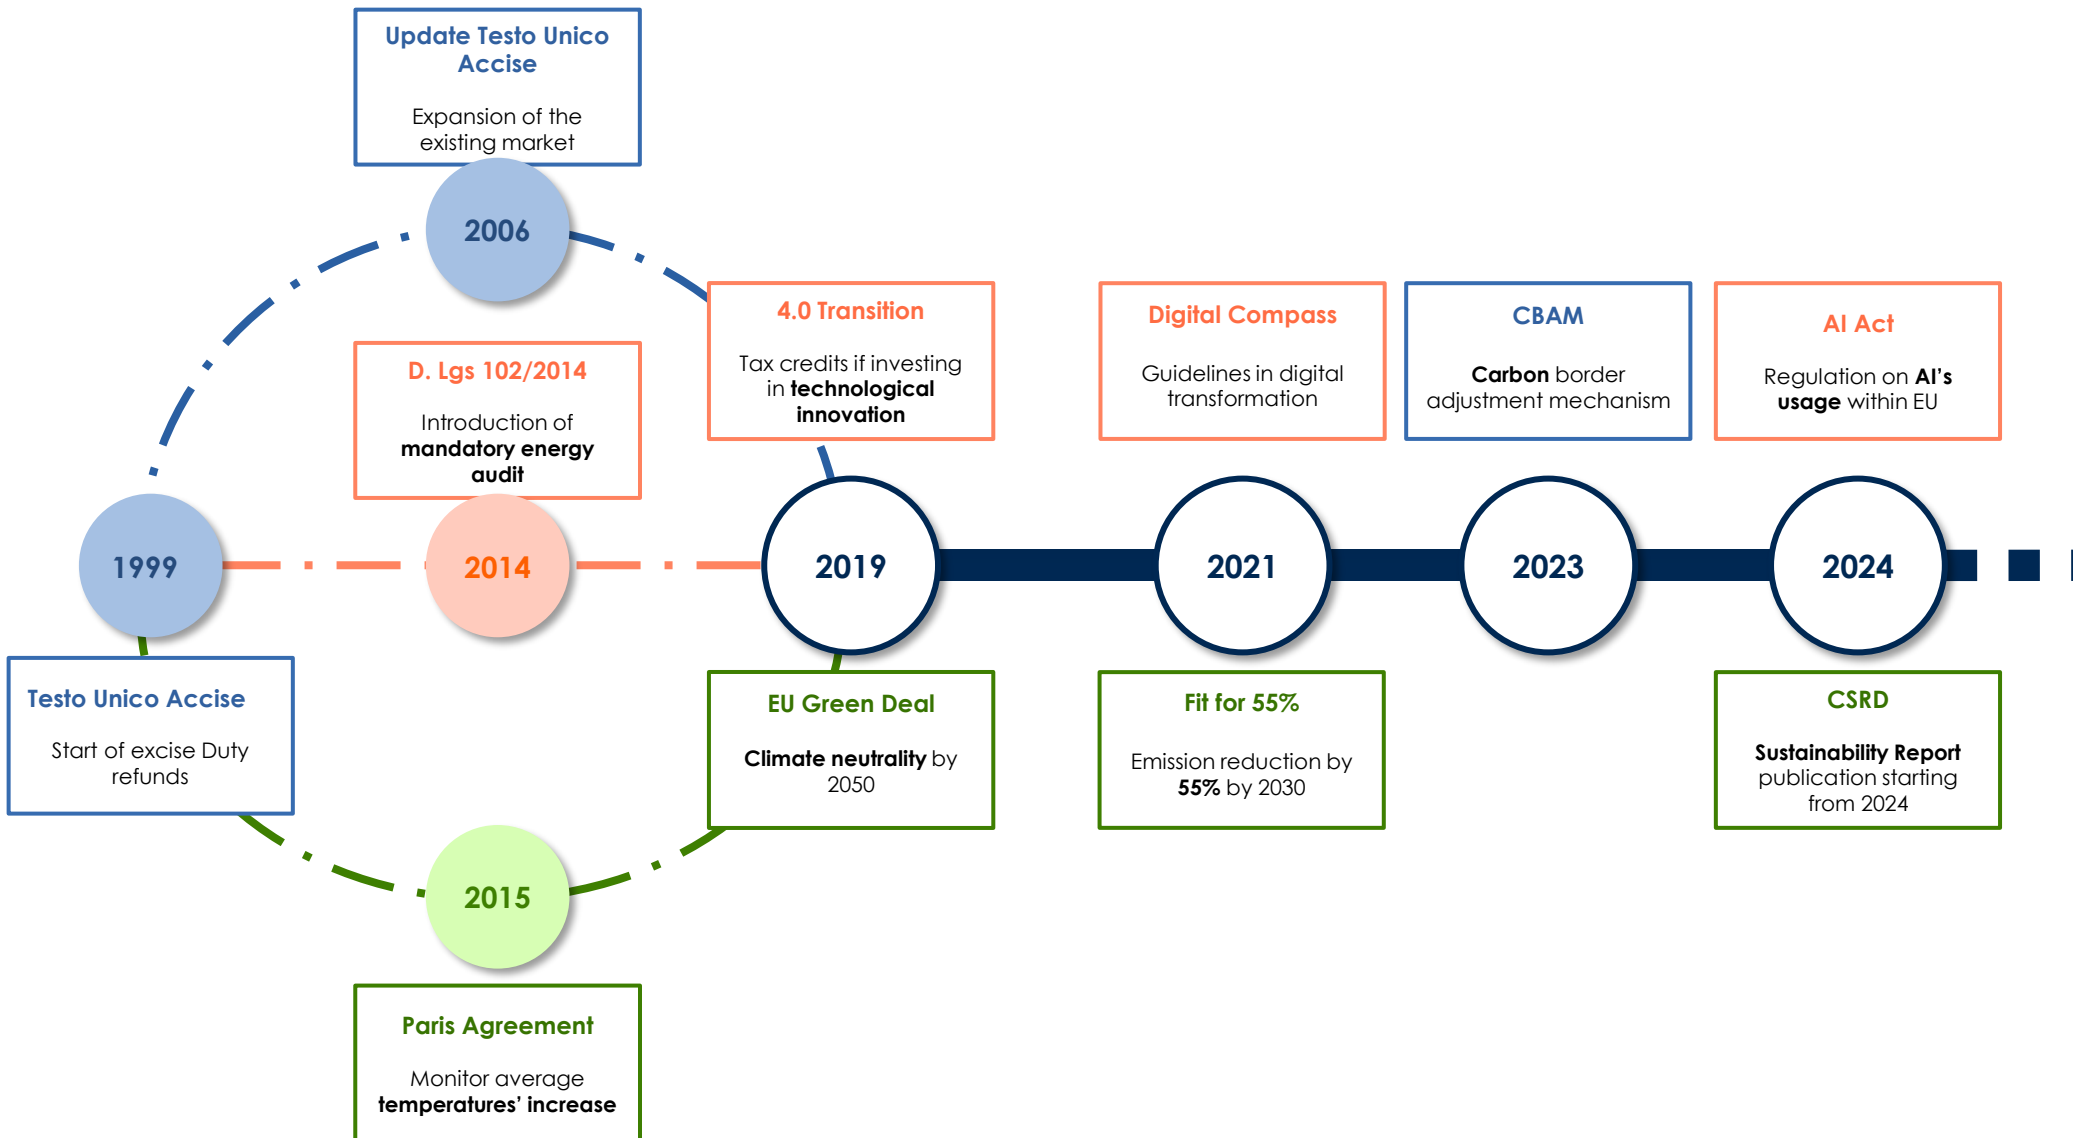 Update Testo Unico
Accise
Expansion of the
existing market
2006
D. Lgs 102/2014
Introduction of
mandatory energy
audit
2014
1999
Testo Unico Accise
Start of excise Duty
refunds
2015
Paris Agreement
Monitor average
temperatures’ increase
4.0 Transition
Tax credits if investing
in technological
innovation
2019
EU Green Deal
Climate neutrality by
2050
Digital Compass
Guidelines in digital
transformation
2021
Fit for 55%
Emission reduction by
55% by 2030
CBAM
Carbon border
adjustment mechanism
2023
AI Act
Regulation on AI’s
usage within EU
2024
CSRD
Sustainability Report
publication starting
from 2024